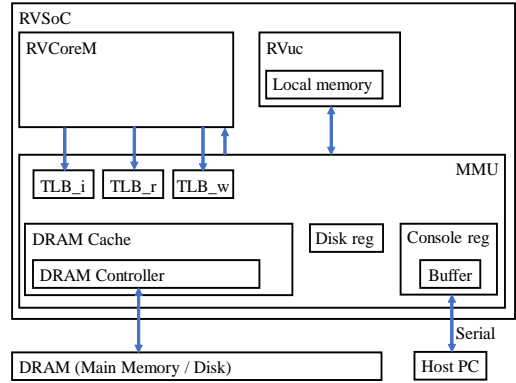 RVSoC
RVCoreM
RVuc
Local memory
MMU
TLB_i
TLB_r
TLB_w
DRAM Cache
Disk reg
Console reg
DRAM Controller
Buffer
Serial
DRAM (Main Memory / Disk)
Host PC